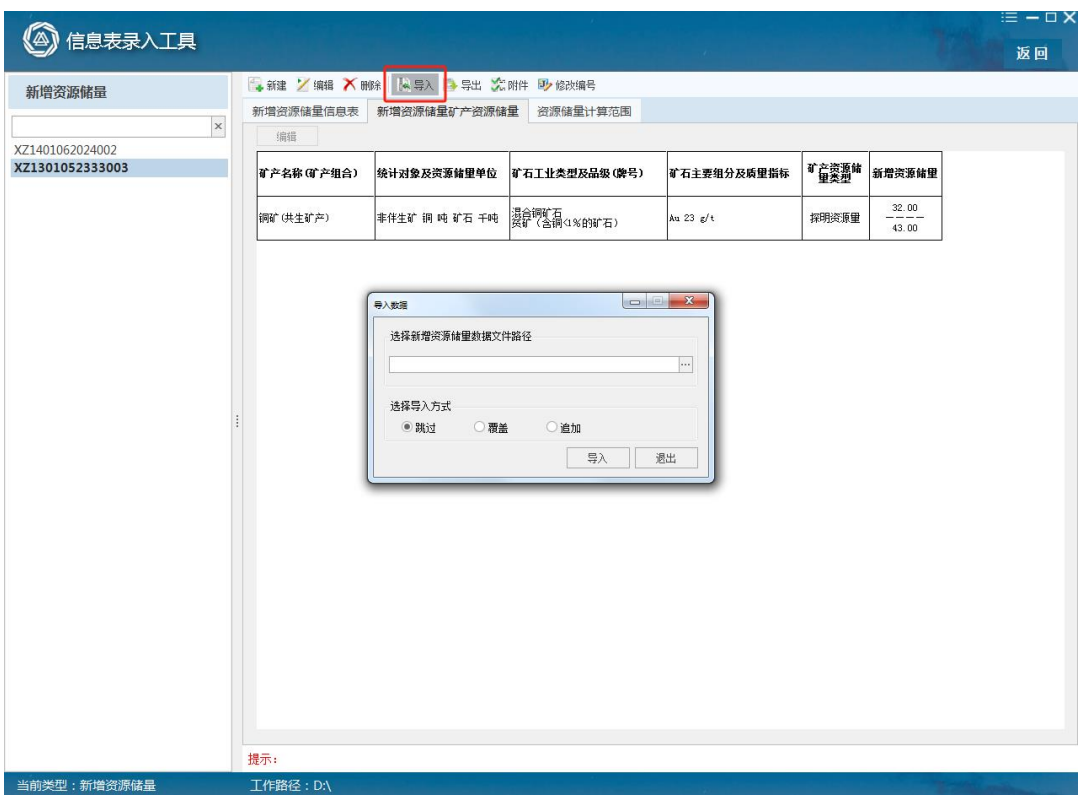 信息表录入工具
返回
新增资源储量
新建 编辑 删除 导入 导出 附件 修改编号
新增资源储量信息表 新增资源储量矿产资源储量 资源储量计算范围
编辑
XZ1401062024002
XZ1301052333003
矿产名称(矿产组合) 统计对象及资源储量单位 矿石工业类型及品级(牌号) 矿石主要组分及质量指标 矿产资源储量类型 新增资源储量
铜矿(共生矿产) 非伴生矿 铜 吨 矿石 千吨 混合铜矿石 Au 23 g/t 探明资源量 32.00
贫矿(含铜<1%的矿石) ----
43.00
导入数据
选择新增资源储量数据文件路径
...
选择导入方式
跳过 覆盖 追加
导入 退出
提示：
当前类型：新增资源储量 工作路径：D:\